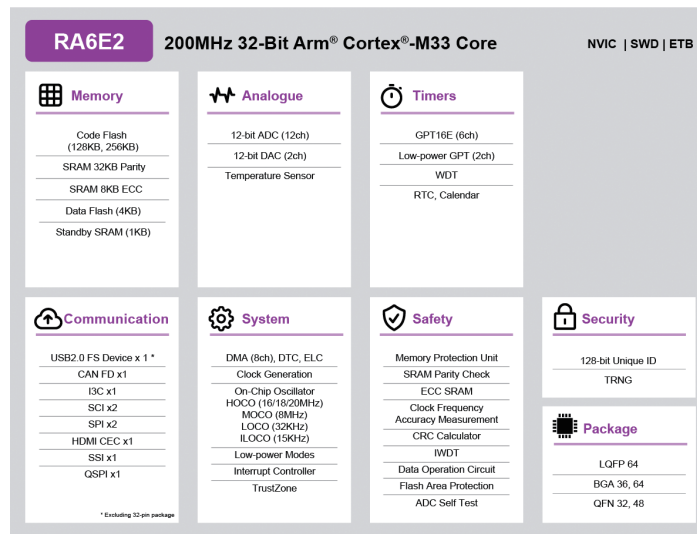 RA6E2
200MHz 32-Bit Arm® Cortex®-M33 Core
NVIC | SWD | ETB
Memory
Code Flash
(128KB, 256KB)
SRAM 32KB Parity
SRAM 8KB ECC
Data Flash (4KB)
Standby SRAM (1KB)
Analogue
12-bit ADC (12ch)
12-bit DAC (2ch)
Temperature Sensor
Timers
GPT16E (6ch)
Low-power GPT (2ch)
WDT
RTC, Calendar
Communication
USB2.0 FS Device x 1 *
CAN FD x1
I3C x1
SCI x2
SPI x2
HDMI CEC x1
SSI x1
QSPI x1
* Excluding 32-pin package
System
DMA (8ch), DTC, ELC
Clock Generation
On-Chip Oscillator
HOCO (16/18/20MHz)
MOCO (8MHz)
LOCO (32KHz)
ILOCO (15KHz)
Low-power Modes
Interrupt Controller
TrustZone
Safety
Memory Protection Unit
SRAM Parity Check
ECC SRAM
Clock Frequency
Accuracy Measurement
CRC Calculator
IWDT
Data Operation Circuit
Flash Area Protection
ADC Self Test
Security
128-bit Unique ID
TRNG
Package
LQFP 64
BGA 36, 64
QFN 32, 48